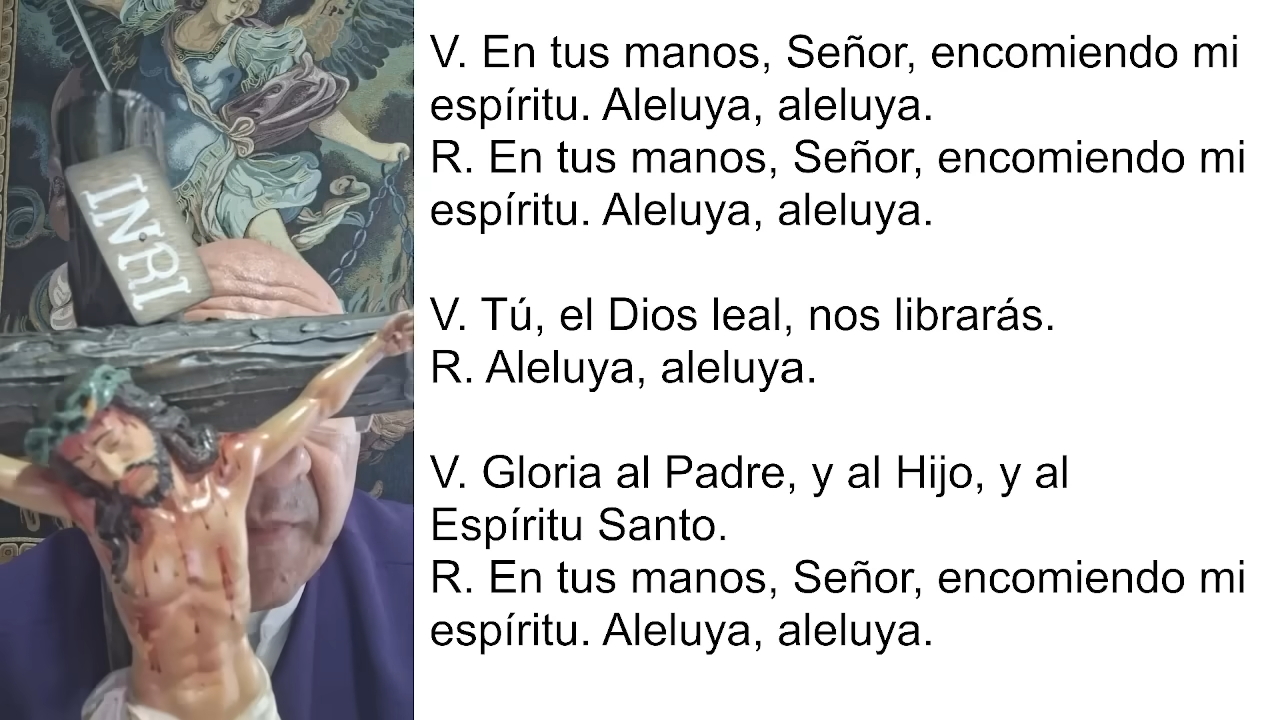 INRI
V. En tus manos, Señor, encomiendo mi
espíritu. Aleluya, aleluya.
R. En tus manos, Señor, encomiendo mi
espíritu. Aleluya, aleluya.
V. Tú, el Dios leal, nos librarás.
R. Aleluya, aleluya.
V. Gloria al Padre, y al Hijo, y al
Espíritu Santo.
R. En tus manos, Señor, encomiendo mi
espíritu. Aleluya, aleluya.